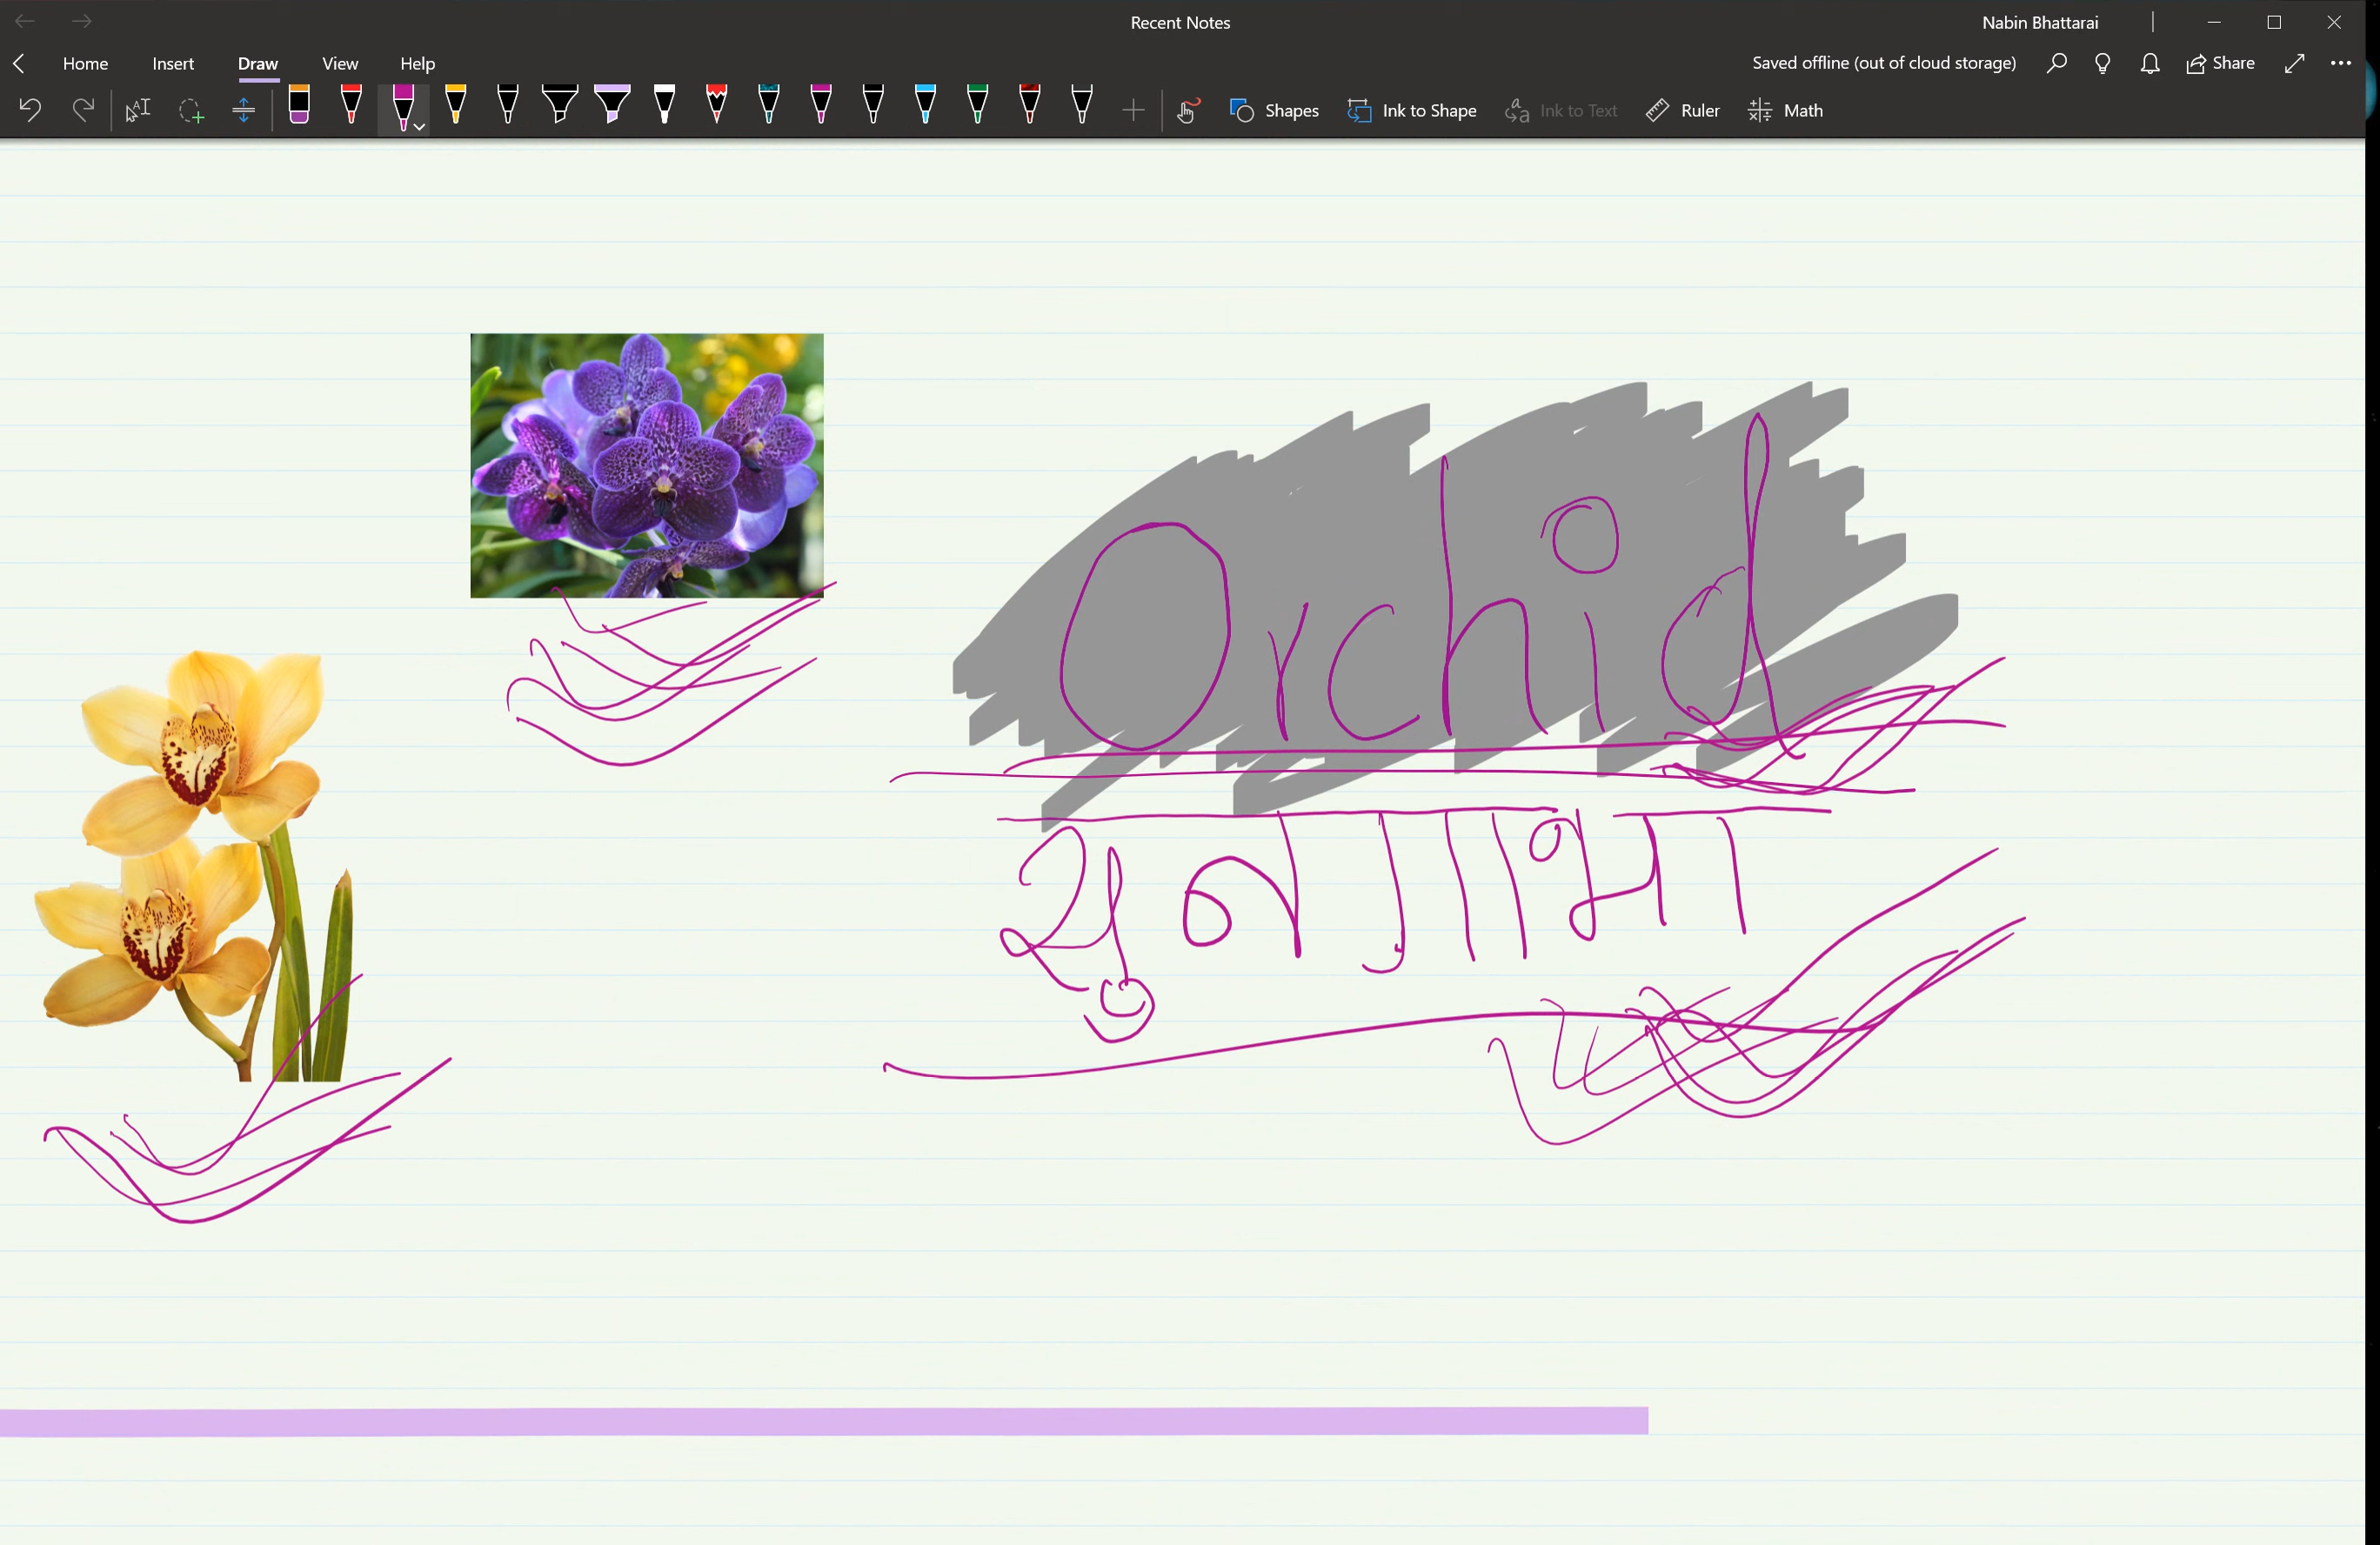 Recent Notes
Nabin Bhattarai
Home Insert Draw View Help
Saved offline (out of cloud storage)
Share
Shapes Ink to Shape Ink to Text Ruler Math
Orchid
सुनगाभा